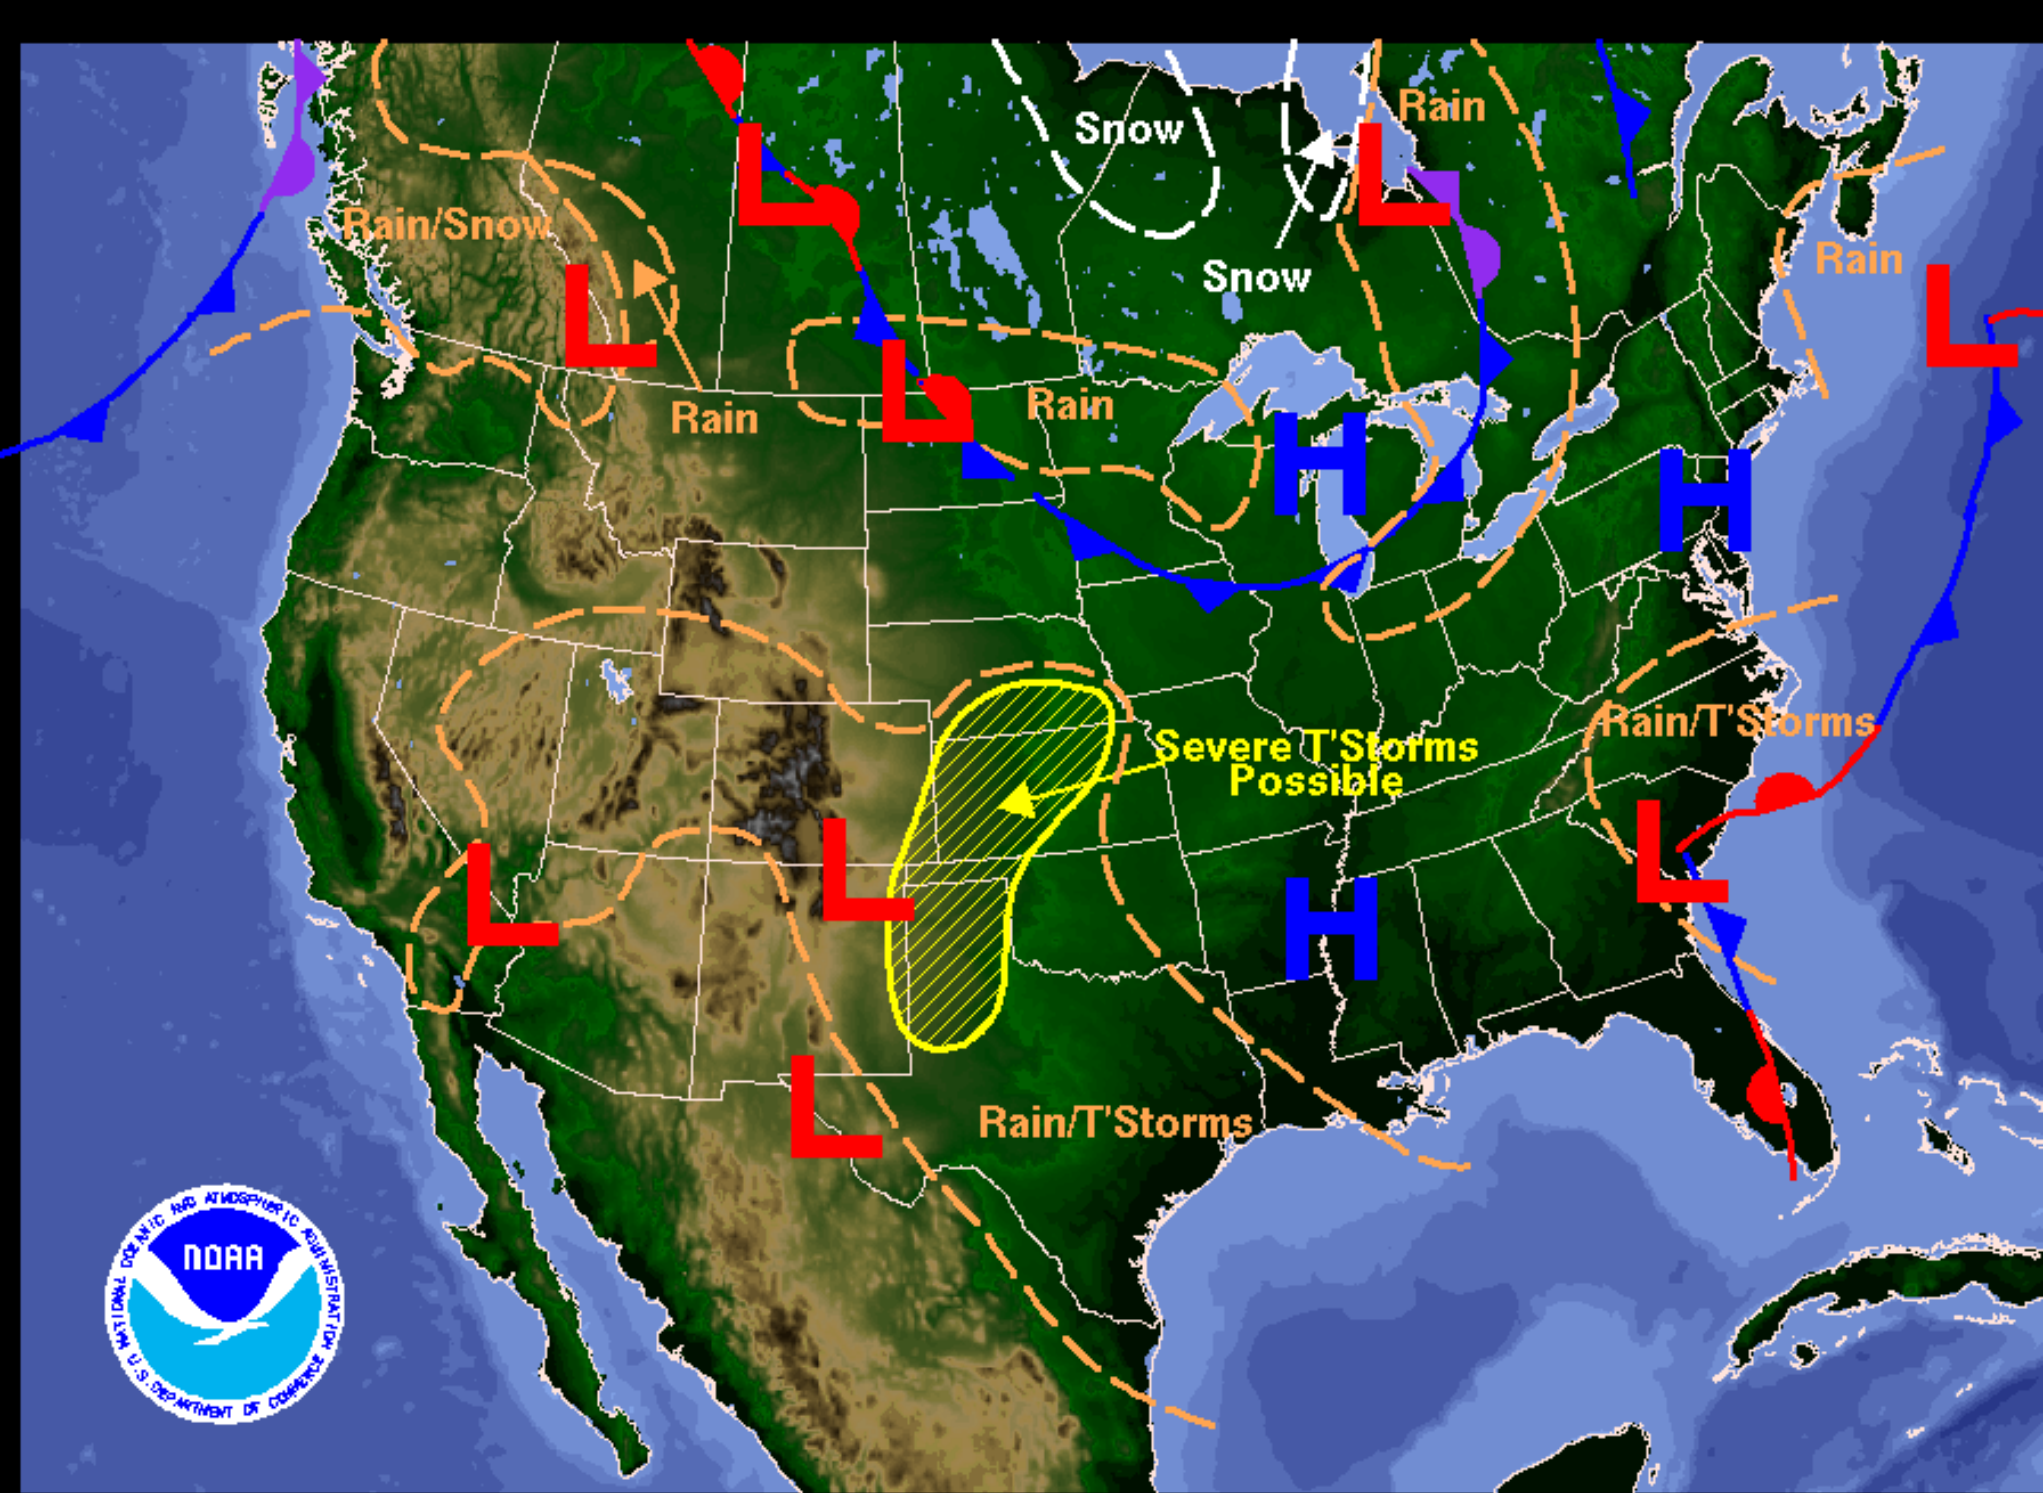 Rain
Snow
Rain/Snow
Rain
Snow
L
L
L
L
L
Rain
Rain
H
H
Rain/T'Storms
Severe T'Storms
Possible
L
L
L
H
L
Rain/T'Storms
NOAA
NATIONAL OCEANIC AND ATMOSPHERIC ADMINISTRATION
U.S. DEPARTMENT OF COMMERCE